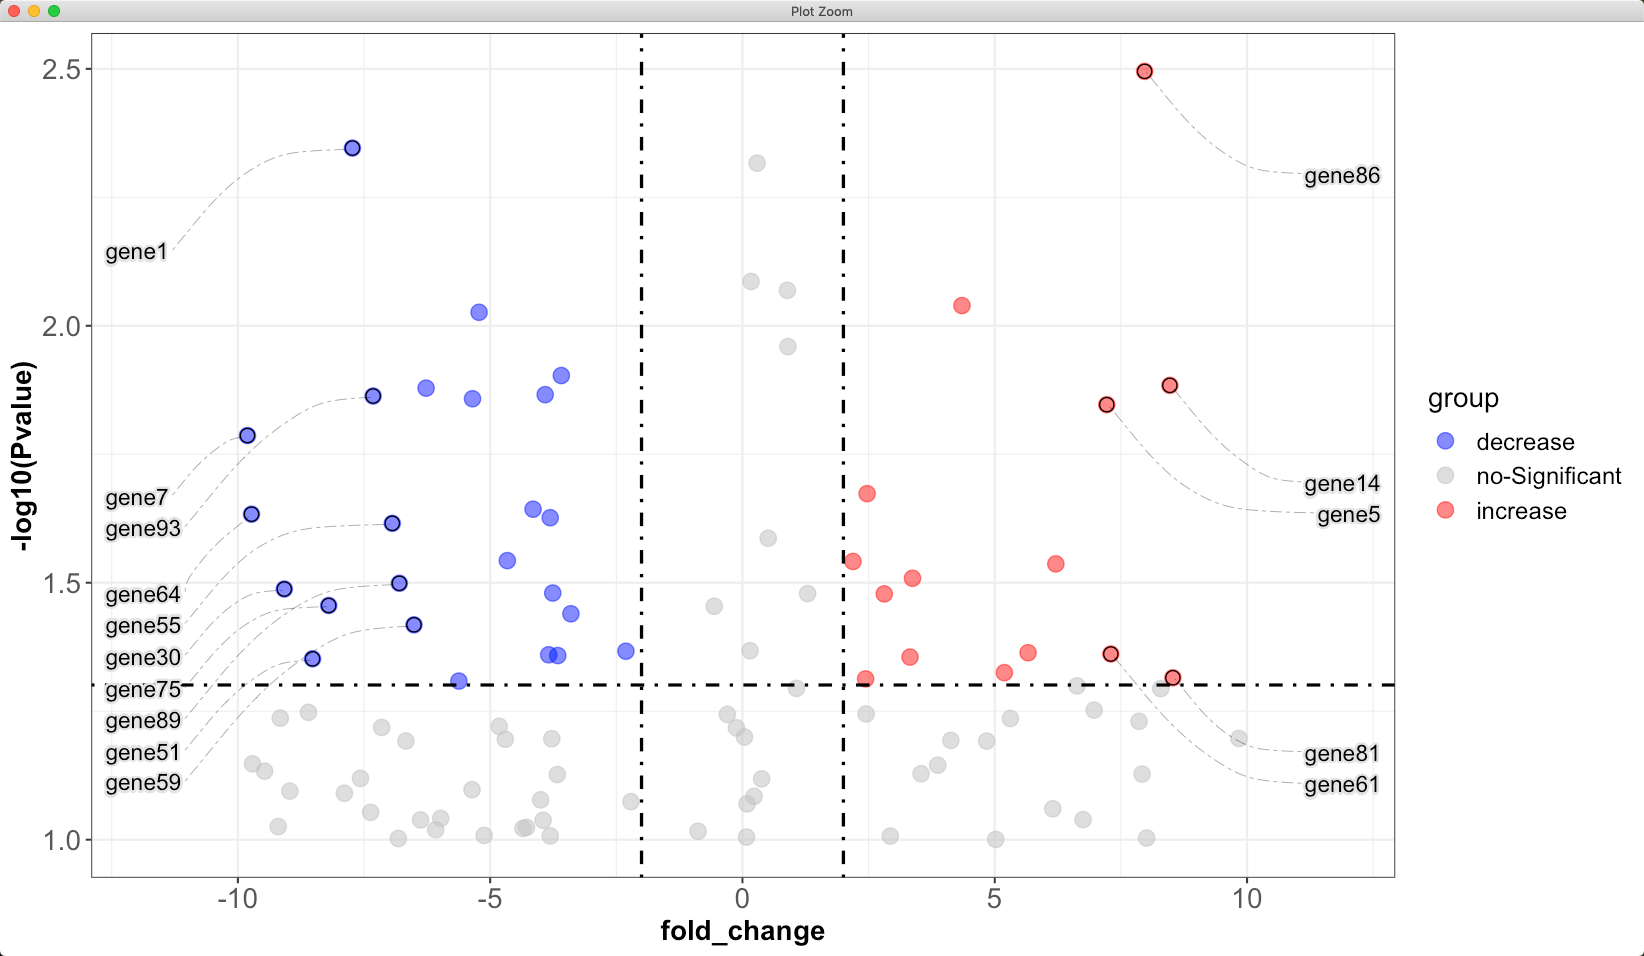 Plot Zoom
2.5
2.0
1.5
1.0
-log10(Pvalue)
gene1
gene7
gene93
gene64
gene55
gene30
gene75
gene89
gene51
gene59
gene86
gene14
gene5
gene81
gene61
-10
-5
0
5
10
fold_change
group
decrease
no-Significant
increase